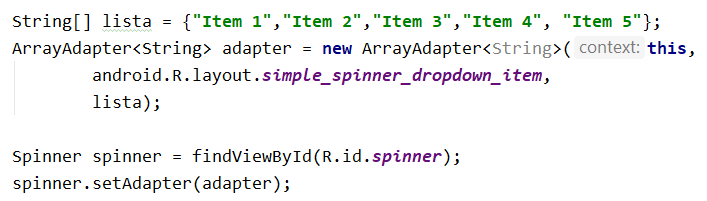 String[] lista = {"Item 1","Item 2","Item 3","Item 4", "Item 5"};
ArrayAdapter<String> adapter = new ArrayAdapter<String>( context: this,
        android.R.layout.simple_spinner_dropdown_item,
        lista);

Spinner spinner = findViewById(R.id.spinner);
spinner.setAdapter(adapter);